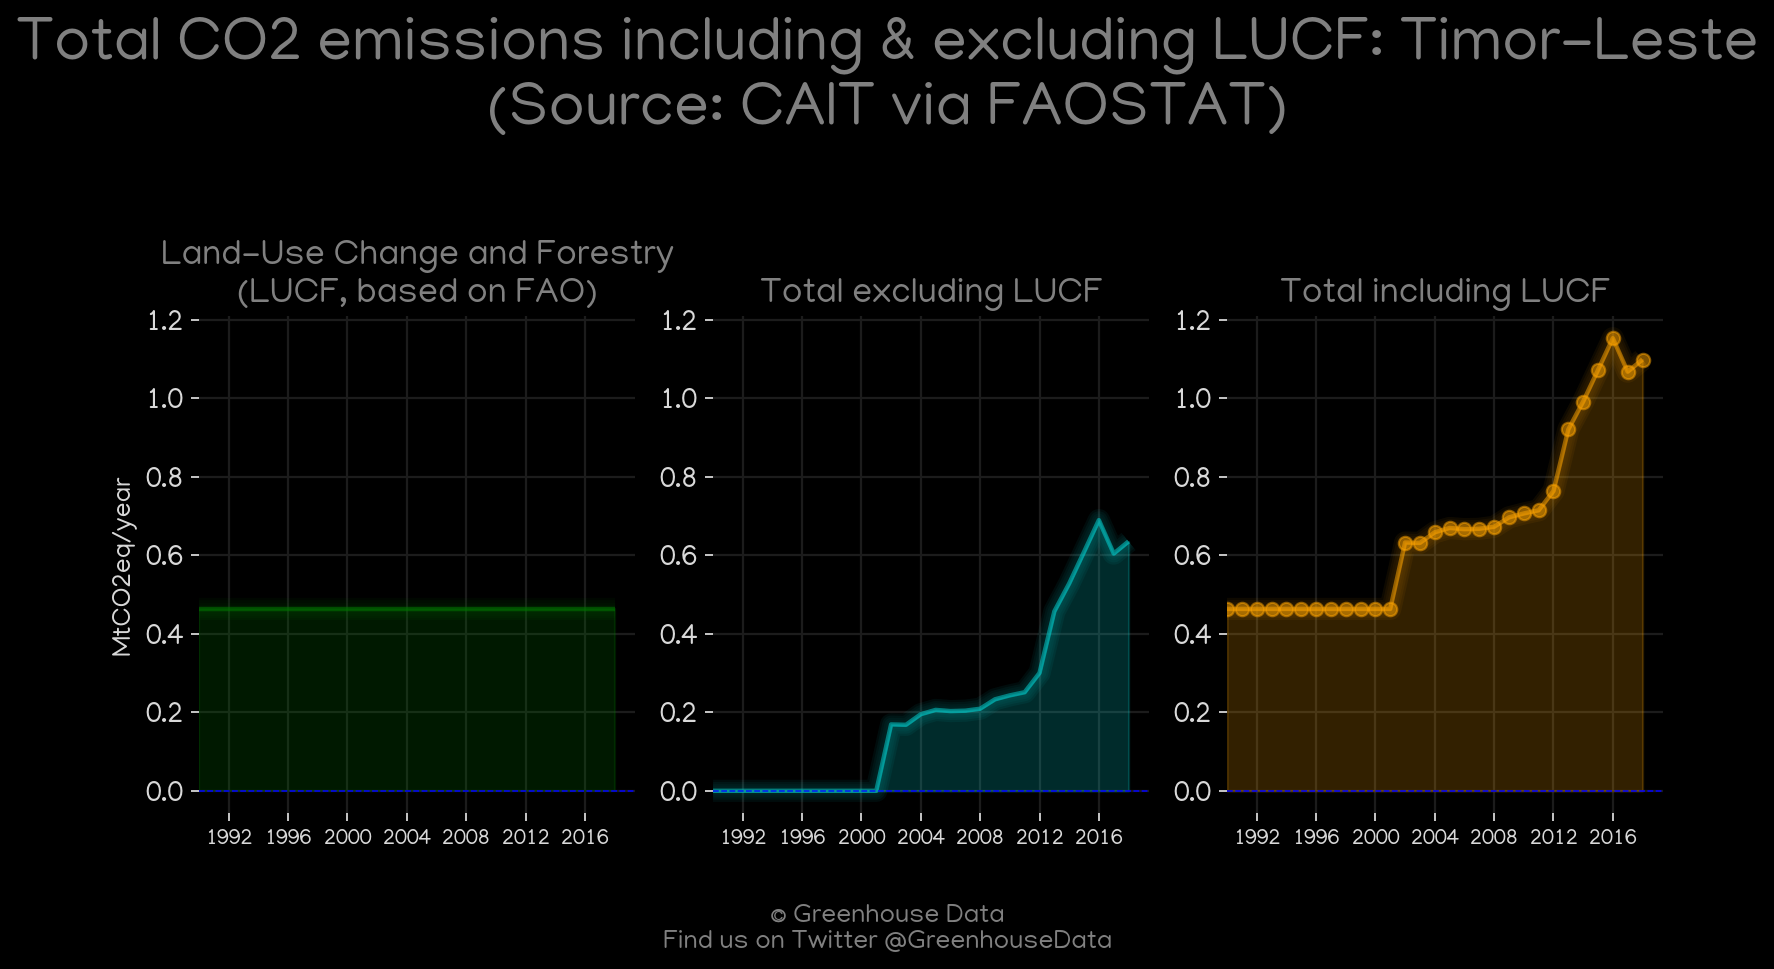 Total CO2 emissions including & excluding LUCF: Timor-Leste
(Source: CAIT via FAOSTAT)
Land-Use Change and Forestry
(LUCF, based on FAO)
MtCO2eq/year
1.2
1.0
0.8
0.6
0.4
0.2
0.0
1992 1996 2000 2004 2008 2012 2016
Total excluding LUCF
1.2
1.0
0.8
0.6
0.4
0.2
0.0
1992 1996 2000 2004 2008 2012 2016
Total including LUCF
1.2
1.0
0.8
0.6
0.4
0.2
0.0
1992 1996 2000 2004 2008 2012 2016
© Greenhouse Data
Find us on Twitter @GreenhouseData